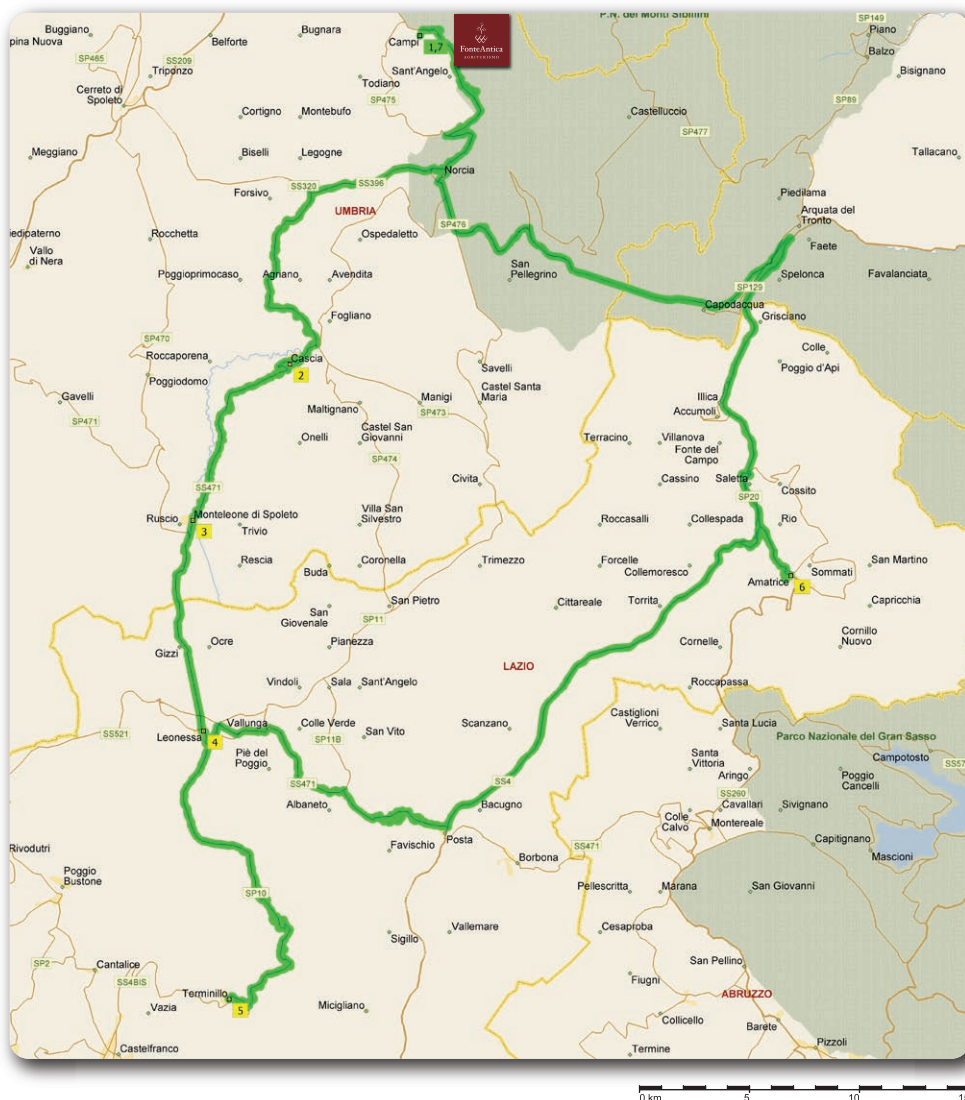 Buggiano
Belforte
Bugnara
Campi
1,7
FonteAntica
AGRITURISMO
P.N. dei Monti Sibillini
SP149
Piano
pina Nuova
SP465
SS209
Balzo
Triponzo
Sant'Angelo
Bisignano
Todiano
Cerreto di
Spoleto
SP475
SP89
Cortigno
Montebufo
Castelluccio
SP477
Meggiano
Biselli
Legogne
Tallacano
Norcia
SS320
SS396
Forsivo
Piedilama
UMBRIA
Arquata del
Tronto
SP476
iedipaterno
Rocchetta
Ospedaletto
Faete
Vallo
di Nera
San
Pellegrino
Poggioprimocaso
Agriano
Avendita
Spelonca
Favalanciata
SP129
Capodacqua
Grisciano
Fogliano
SP470
Colle
Roccaporena
Cascia
Poggio d'Api
Savelli
2
Poggiodomo
Castel Santa
Maria
Gavelli
Manigi
Illica
Accumoli
Maltignano
SP473
SP471
Castel San
Giovanni
Onelli
Terracino
Villanova
Fonte del
Campo
SP474
Civita
Cassino
Saletta
SS471
Cossito
SP20
Villa San
Silvestro
Ruscio
Monteleone di Spoleto
3
Trivio
Roccasalli
Collespada
Rio
Rescia
Coronella
Trimezzo
Forcelle
San Martino
Buda
Collemoresco
Sommati
Amatrice
6
San Pietro
Cittareale
Torrita
Capricchia
San
Giovenale
SP11
Ocre
Pianezza
Cornelle
Cornillo
Nuovo
Gizzi
LAZIO
Vindoli
Sala
Sant'Angelo
Roccapassa
Castiglioni
Verrico
Vallunga
Colle Verde
Scanzano
Santa Lucia
SS521
Leonessa
4
SP11B
San Vito
Parco Nazionale del Gran Sasso
Piè del
Poggio
Santa
Vittoria
Campotosto
SS57
Aringo
Poggio
Cancelli
SS471
SS4
SS260
Albaneto
Bacugno
Cavallari
Sivignano
Colle
Calvo
Montereale
Posta
Capitignano
Rivodutri
Favischio
SS471
Borbona
Mascioni
Poggio
Bustone
Pellescritta
Marana
San Giovanni
SP10
Vallemare
Cesaproba
Sigillo
SP2
Cantalice
San Pellino
SS4BIS
Fiugni
Terminillo
ABRUZZO
5
Vazia
Micigliano
Collicello
Barete
Castelfranco
Termine
Pizzoli
0 km
5
10